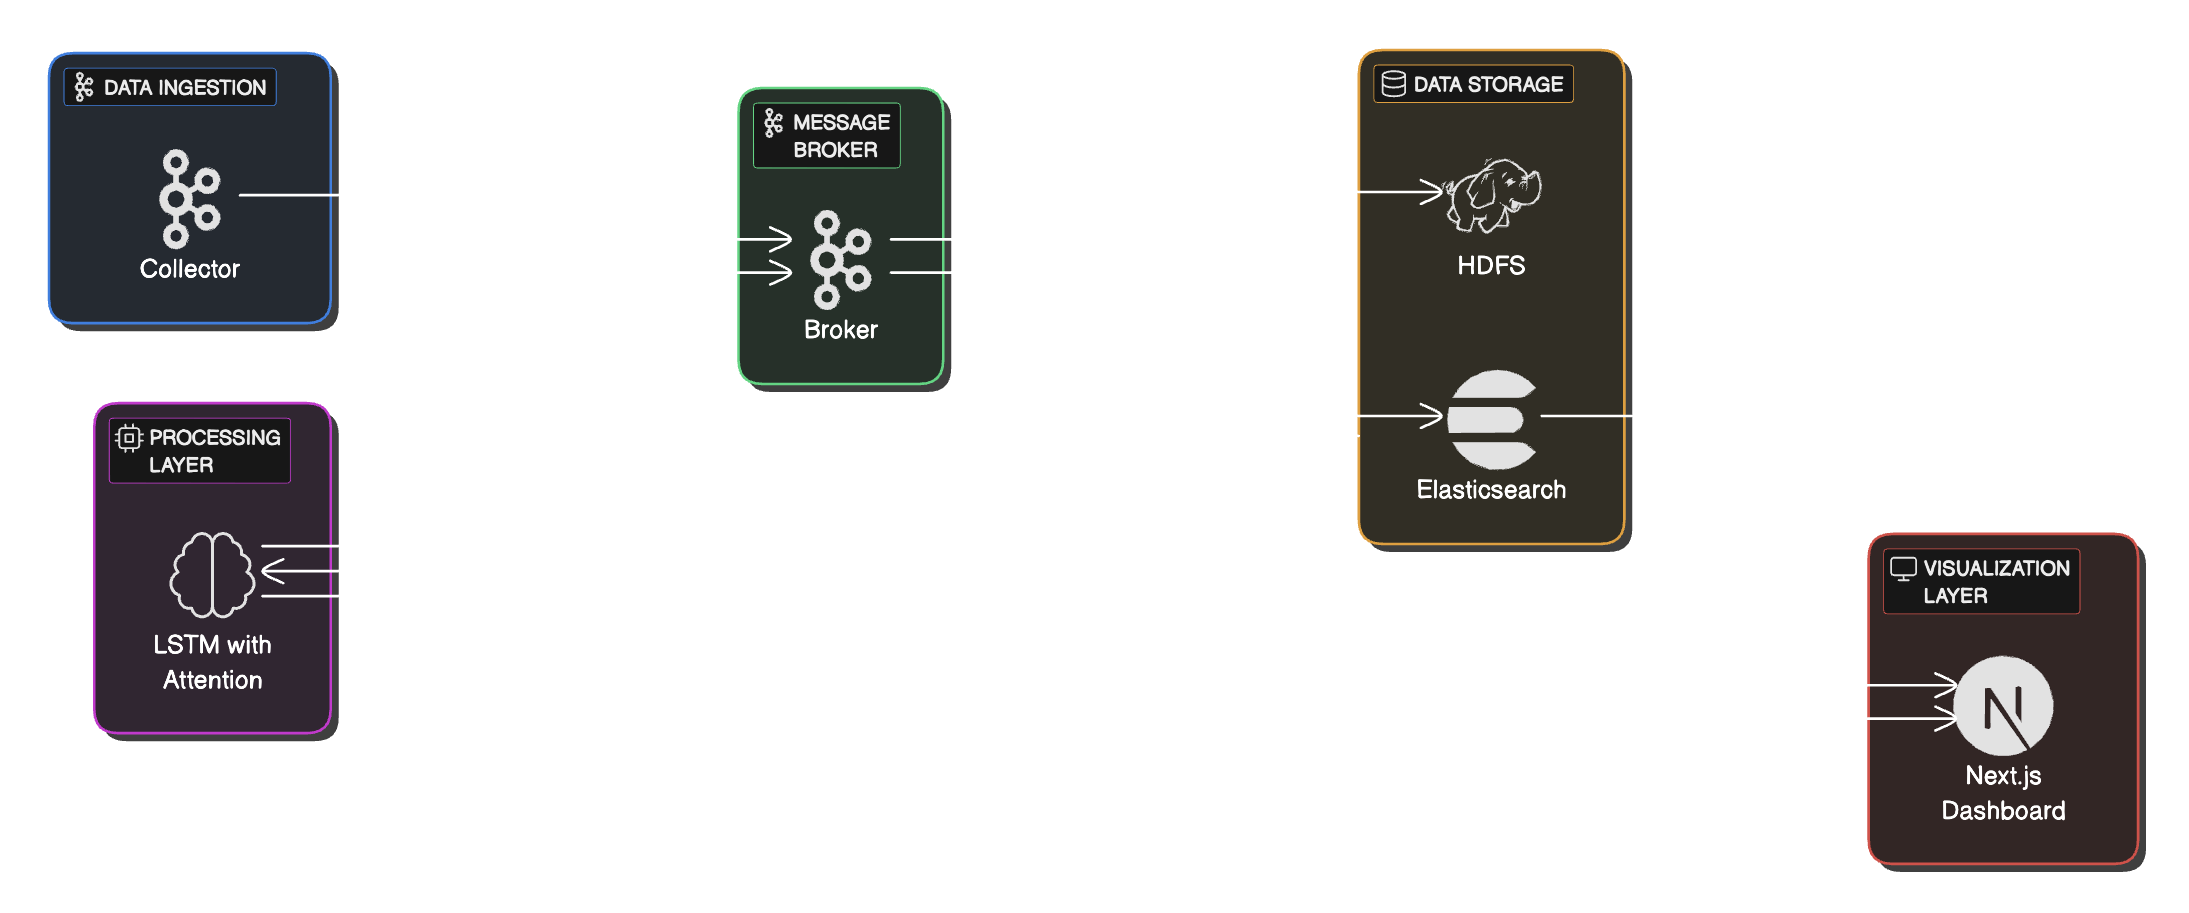 DATA INGESTION
Collector
MESSAGE
BROKER
Broker
DATA STORAGE
HDFS
Elasticsearch
PROCESSING
LAYER
LSTM with
Attention
VISUALIZATION
LAYER
Next.js
Dashboard